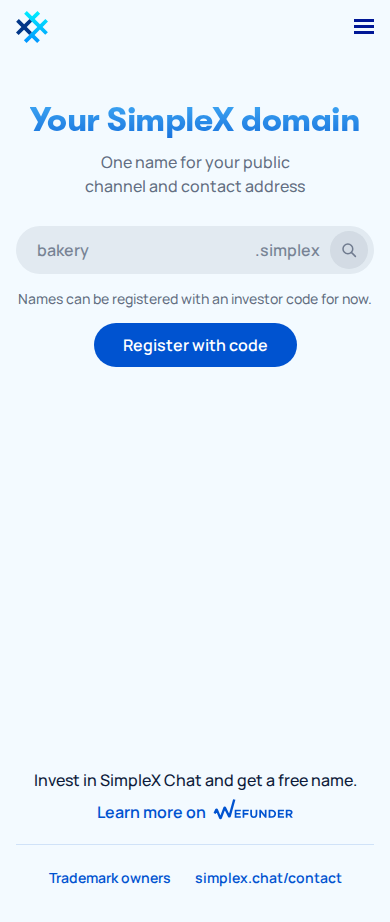 Your SimpleX domain
One name for your public
channel and contact address
bakery .simplex
Names can be registered with an investor code for now.
Register with code
Invest in SimpleX Chat and get a free name.
Learn more on WEFUNDER
Trademark owners simplex.chat/contact